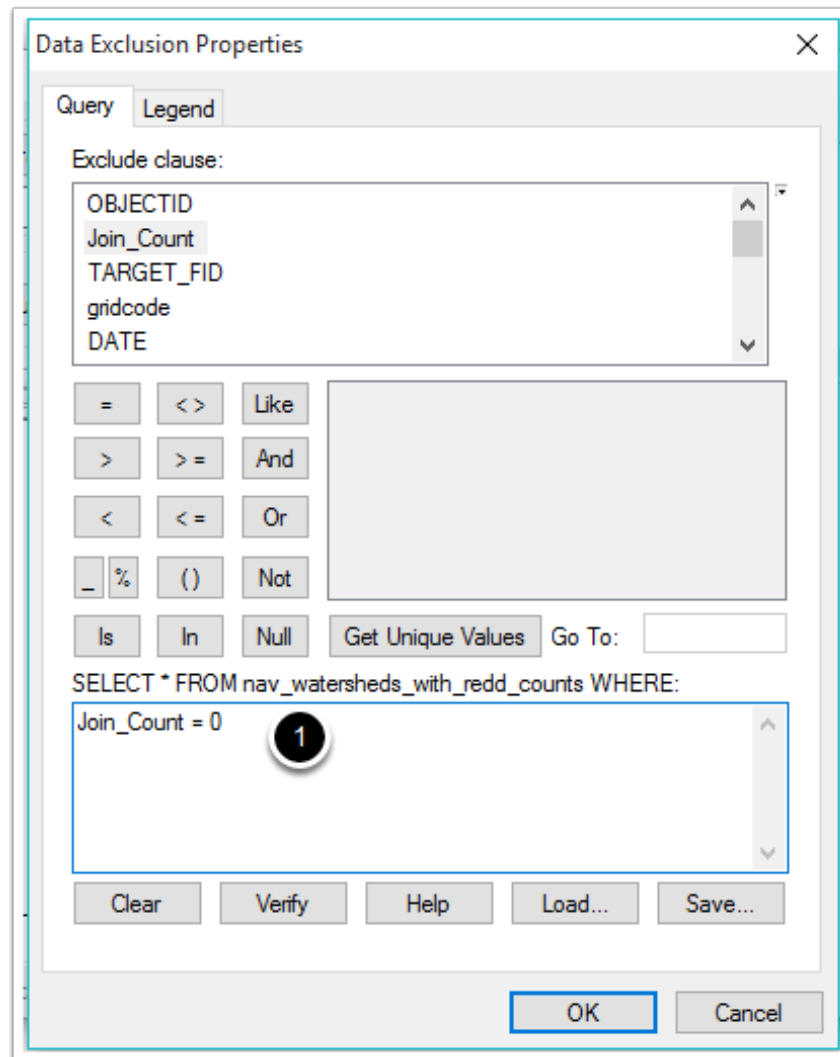 Data Exclusion Properties
Query Legend
Exclude clause:
OBJECTID
Join_Count
TARGET_FID
gridcode
DATE
= < > Like
> > = And
< < = Or
_ % ( ) Not
Is In Null Get Unique Values Go To:
SELECT * FROM nav_watersheds_with_redd_counts WHERE:
Join_Count = 0
1
Clear Verify Help Load... Save...
OK Cancel